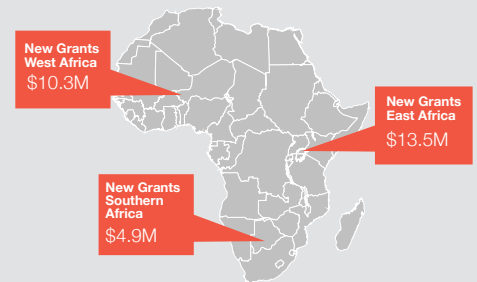 New Grants
West Africa
$10.3M
New Grants
East Africa
$13.5M
New Grants
Southern
Africa
$4.9M